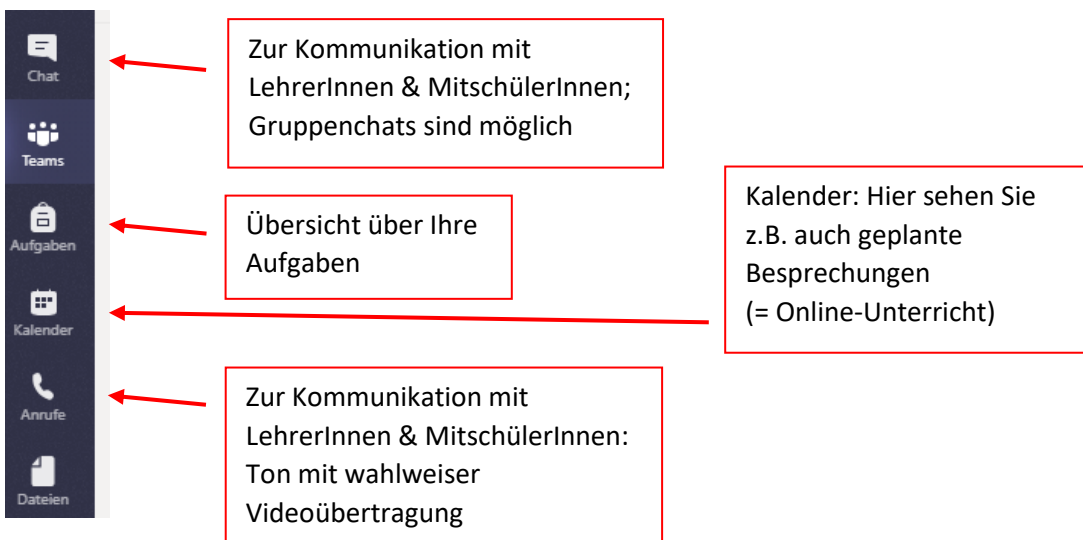 Chat
Teams
Aufgaben
Kalender
Anrufe
Dateien
Zur Kommunikation mit
LehrerInnen & MitschülerInnen;
Gruppenchats sind möglich
Übersicht über Ihre
Aufgaben
Kalender: Hier sehen Sie
z.B. auch geplante
Besprechungen
(= Online-Unterricht)
Zur Kommunikation mit
LehrerInnen & MitschülerInnen:
Ton mit wahlweiser
Videoübertragung